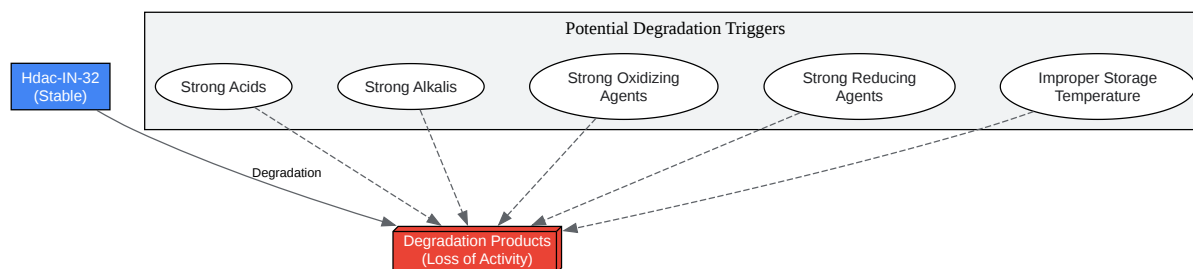 Potential Degradation Triggers
Hdac-IN-32
(Stable)
Strong Acids
Strong Alkalis
Strong Oxidizing
Agents
Strong Reducing
Agents
Improper Storage
Temperature
Degradation
Degradation Products
(Loss of Activity)